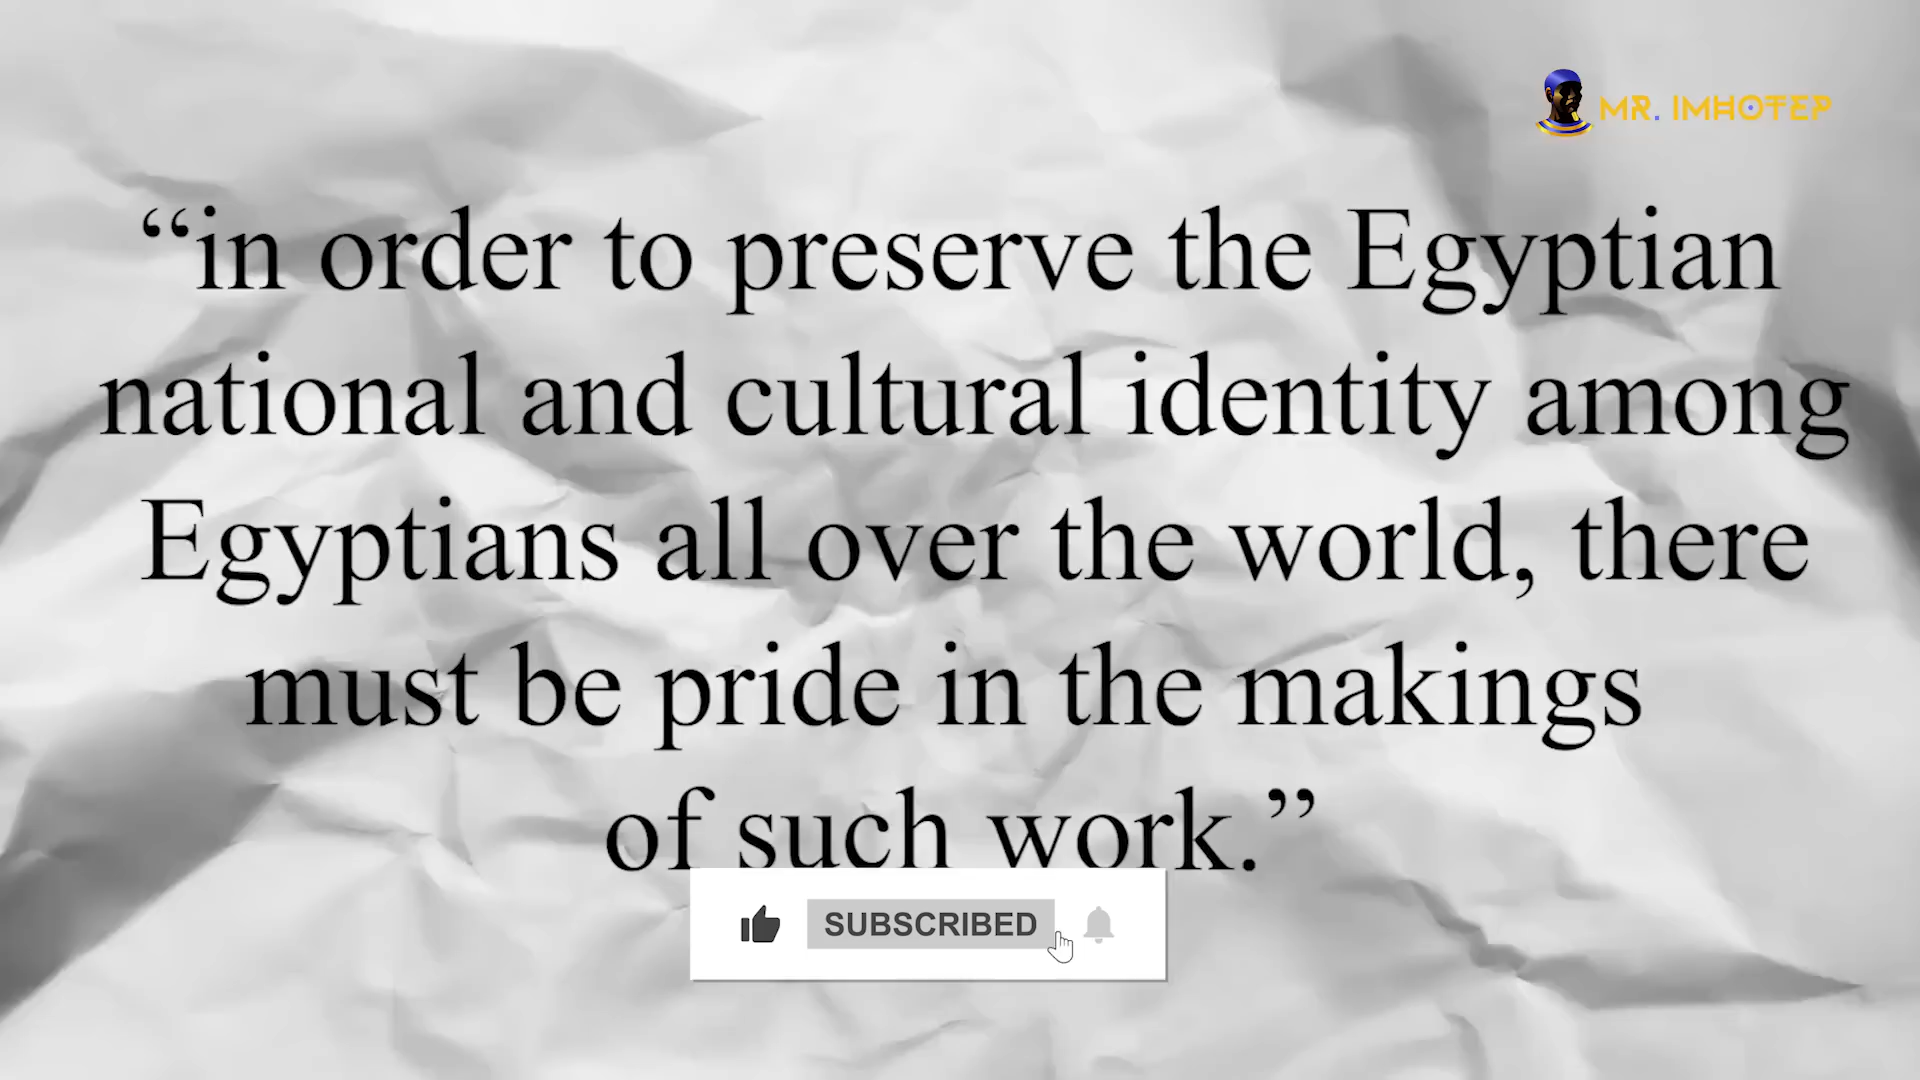 MR. IMHOTEP
“in order to preserve the Egyptian
national and cultural identity among
Egyptians all over the world, there
must be pride in the makings
of such work.”
SUBSCRIBED